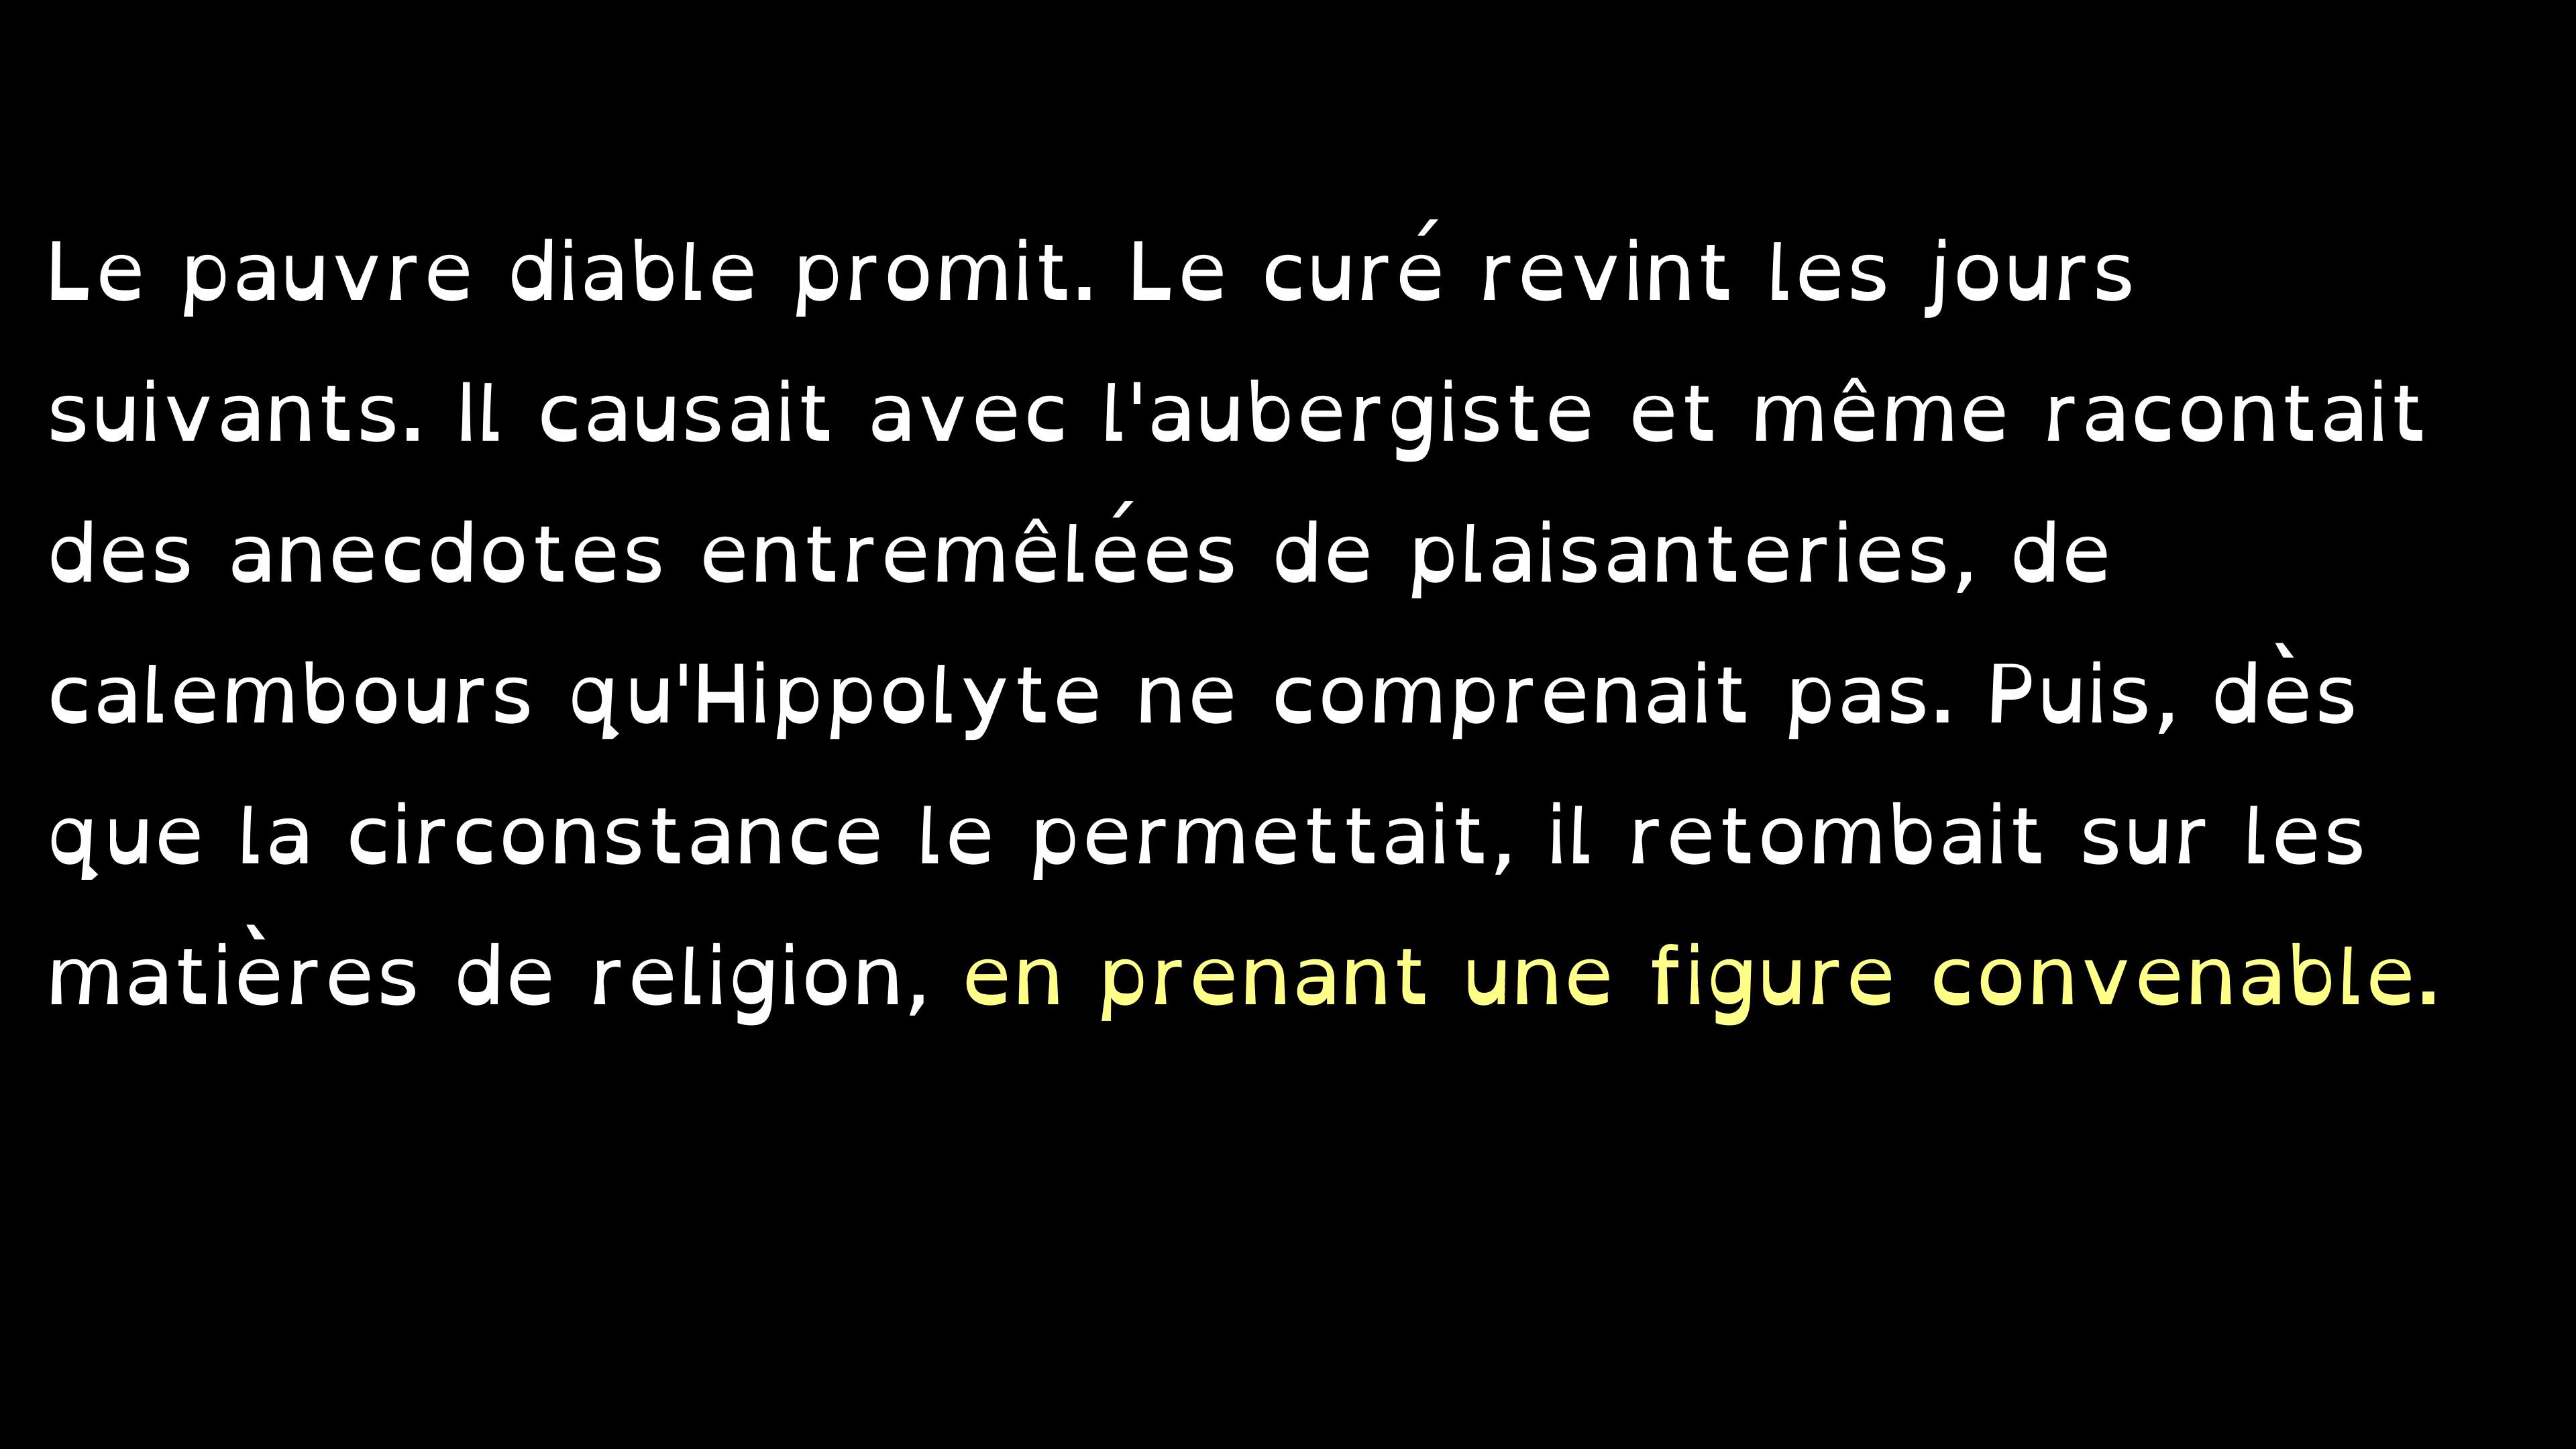 Le pauvre diable promit. Le curé revint les jours
suivants. Il causait avec l'aubergiste et même racontait
des anecdotes entremêlées de plaisanteries, de
calembours qu'Hippolyte ne comprenait pas. Puis, dès
que la circonstance le permettait, il retombait sur les
matières de religion, en prenant une figure convenable.